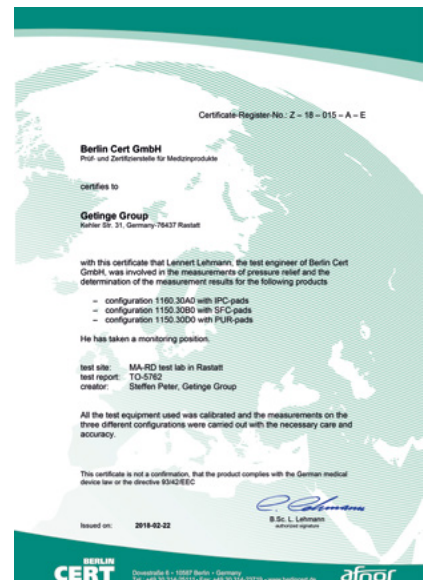 Certificate-Register-No.: Z – 18 – 015 – A – E
Berlin Cert GmbH
Prüf- und Zertifizierstelle für Medizinprodukte
certifies to
Getinge Group
Kehler Str. 31, Germany-76437 Rastatt
with this certificate that Lennert Lehmann, the test engineer of Berlin Cert
GmbH, was involved in the measurements of pressure relief and the
determination of the measurement results for the following products
– configuration 1160.30A0 with IPC-pads
– configuration 1150.30B0 with SFC-pads
– configuration 1150.30D0 with PUR-pads
He has taken a monitoring position.
test site: MA-RD test lab in Rastatt
test report: TO-5762
creator: Steffen Peter, Getinge Group
All the test equipment used was calibrated and the measurements on the
three different configurations were carried out with the necessary care and
accuracy.
This certificate is not a confirmation, that the product complies with the German medical
device law or the directive 93/42/EEC
B.Sc. L. Lehmann
authorized signature
Issued on: 2018-02-22
BERLIN
CERT
Dovestraße 6 – 10587 Berlin – Germany
afnor